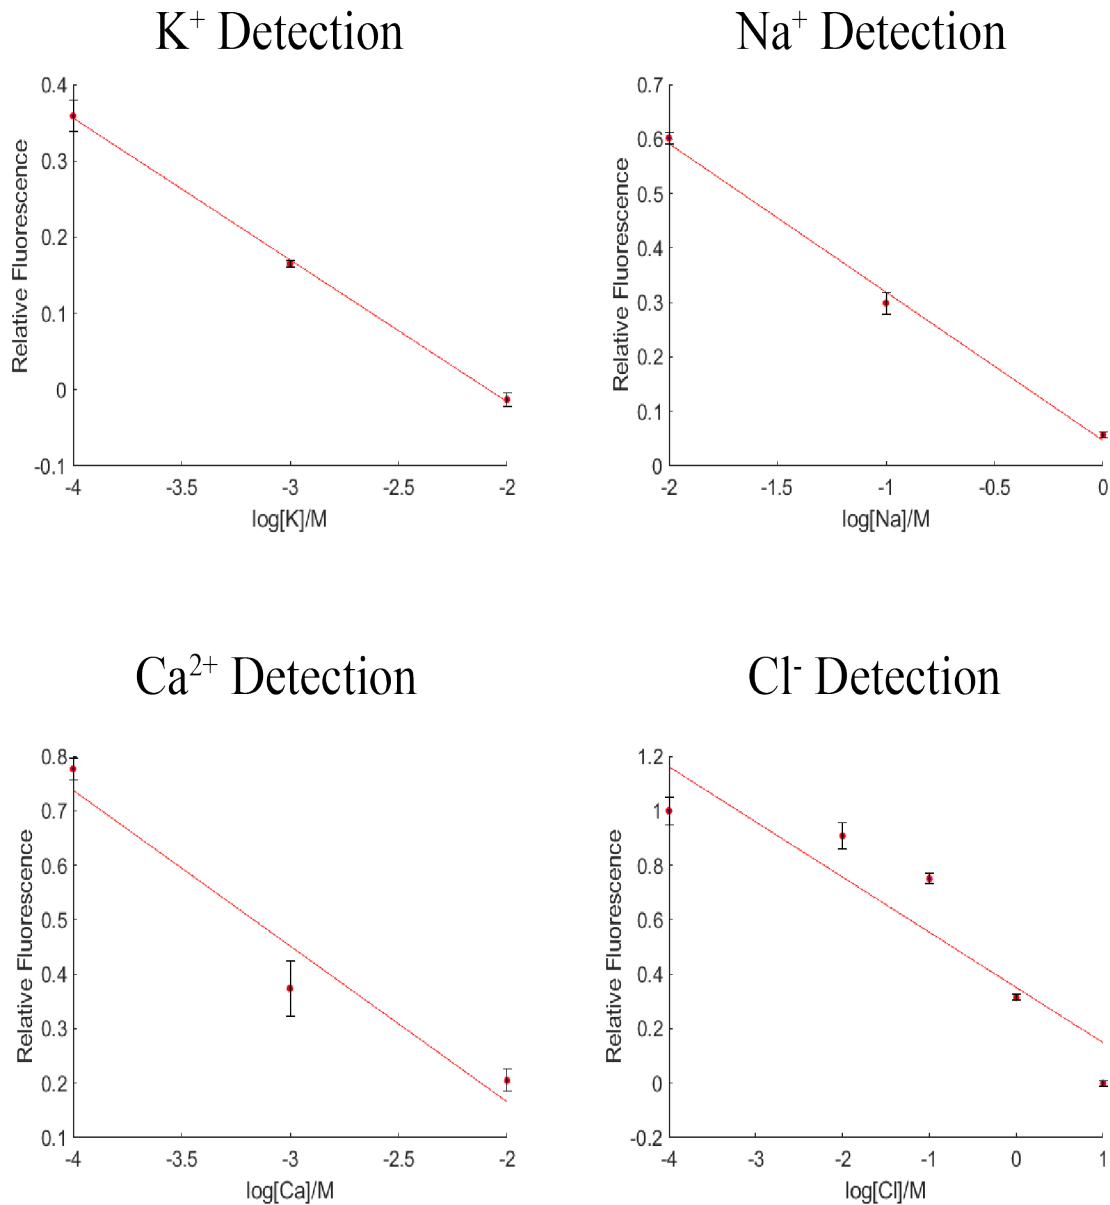 K⁺ Detection
0.4
0.3
0.2
0.1
0
-0.1
Relative Fluorescence
-4 -3.5 -3 -2.5 -2
log[K]/M
Na⁺ Detection
0.7
0.6
0.5
0.4
0.3
0.2
0.1
0
Relative Fluorescence
-2 -1.5 -1 -0.5 0
log[Na]/M
Ca²⁺ Detection
0.8
0.7
0.6
0.5
0.4
0.3
0.2
0.1
Relative Fluorescence
-4 -3.5 -3 -2.5 -2
log[Ca]/M
Cl⁻ Detection
1.2
1
0.8
0.6
0.4
0.2
0
-0.2
Relative Fluorescence
-4 -3 -2 -1 0 1
log[Cl]/M